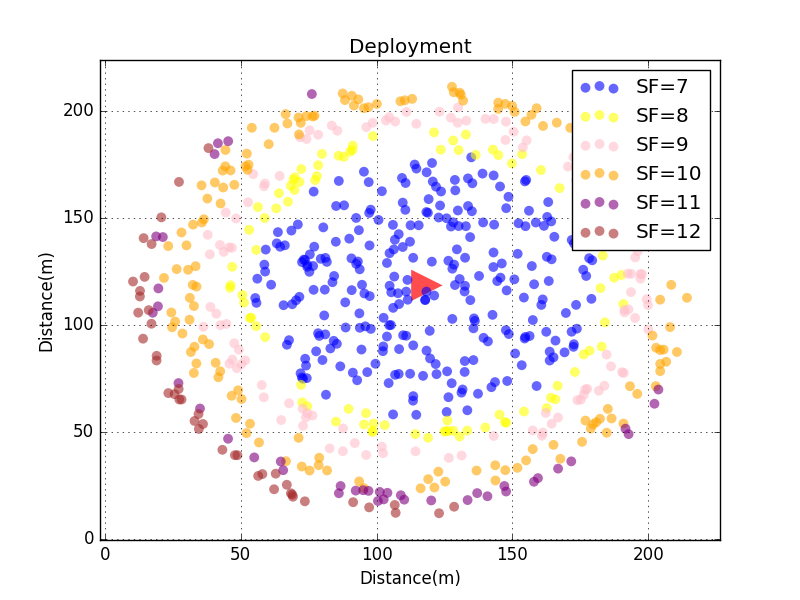 Deployment
Distance(m)
200
150
100
50
0
SF=7
SF=8
SF=9
SF=10
SF=11
SF=12
0 50 100 150 200
Distance(m)